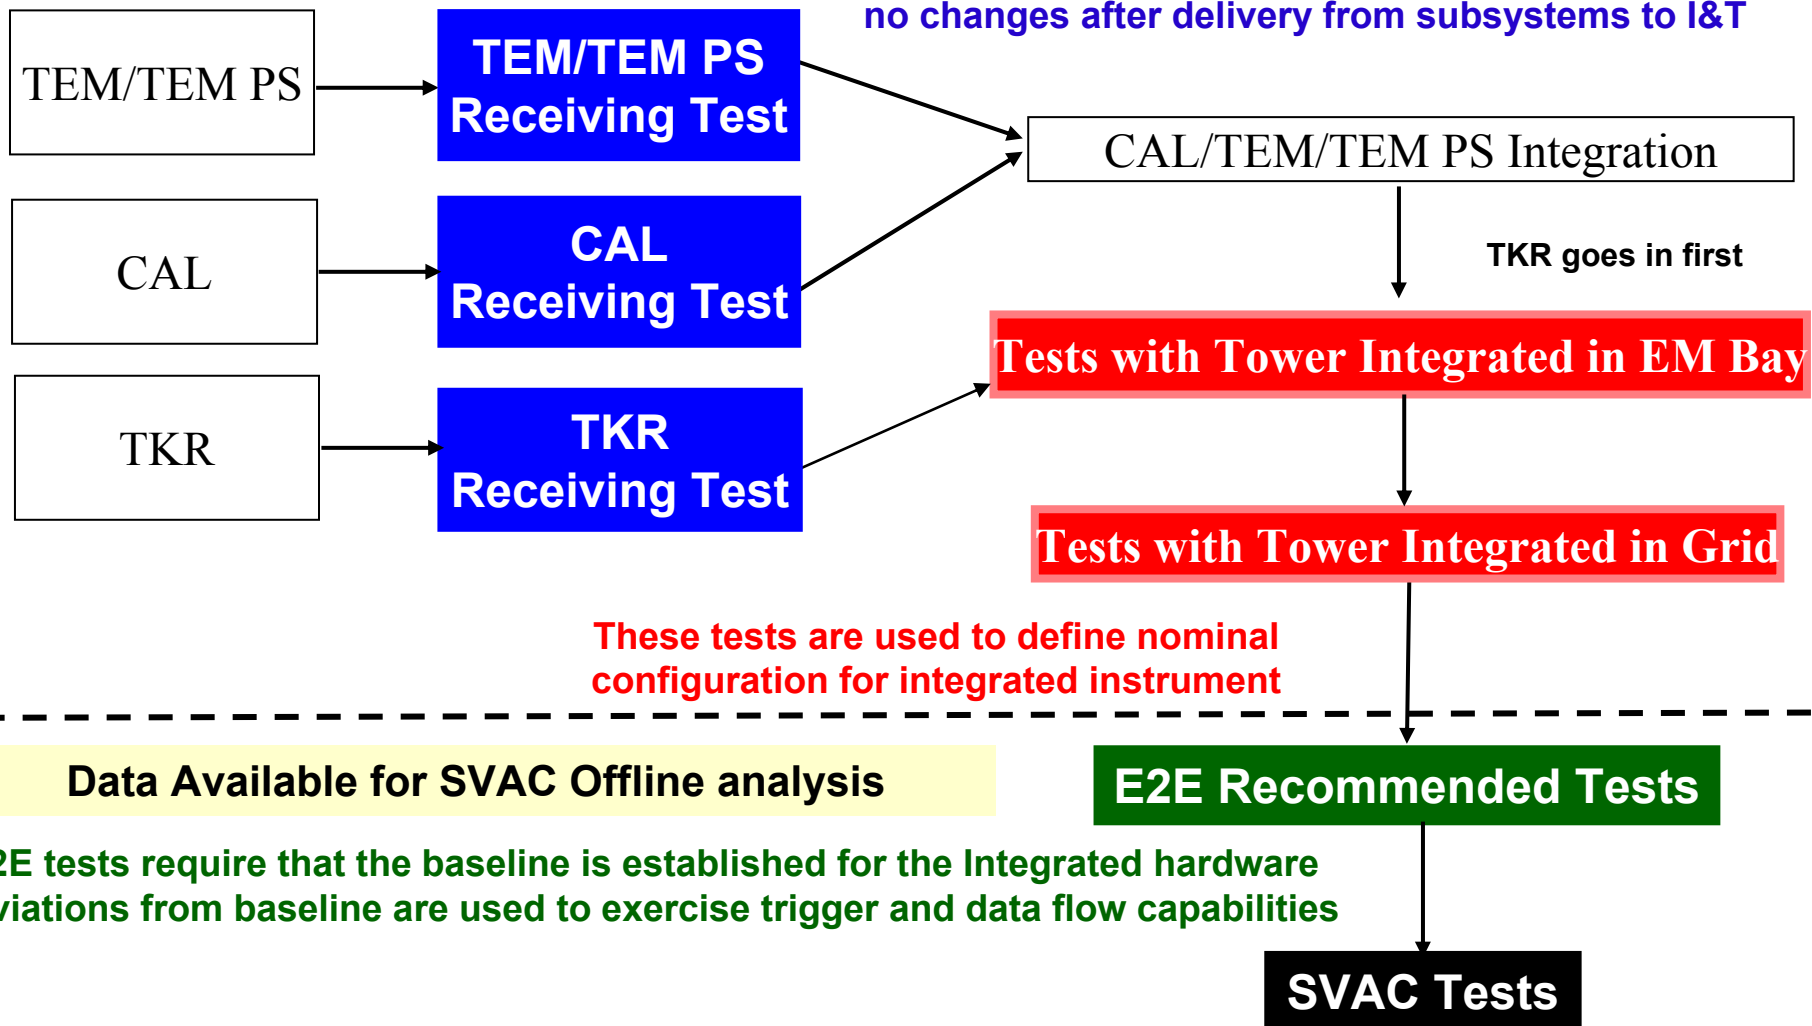 no changes after delivery from subsystems to I&T
TEM/TEM PS
TEM/TEM PS
Receiving Test
CAL/TEM/TEM PS Integration
CAL
CAL
Receiving Test
TKR goes in first
Tests with Tower Integrated in EM Bay
TKR
TKR
Receiving Test
Tests with Tower Integrated in Grid
These tests are used to define nominal
configuration for integrated instrument
Data Available for SVAC Offline analysis
E2E Recommended Tests
2E tests require that the baseline is established for the Integrated hardware
viations from baseline are used to exercise trigger and data flow capabilities
SVAC Tests